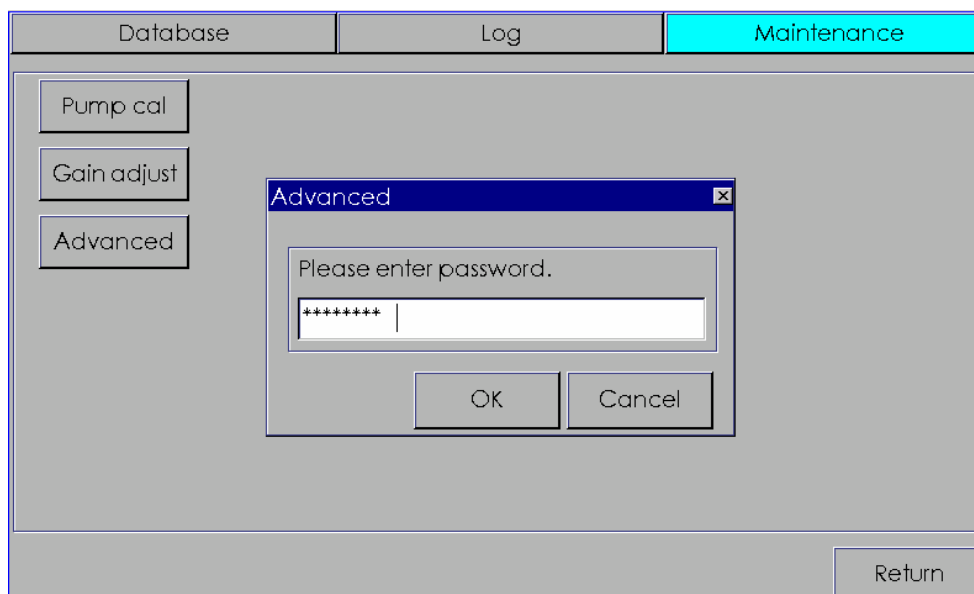 Database
Log
Maintenance
Pump cal
Gain adjust
Advanced
Advanced
Please enter password.
********
OK
Cancel
Return